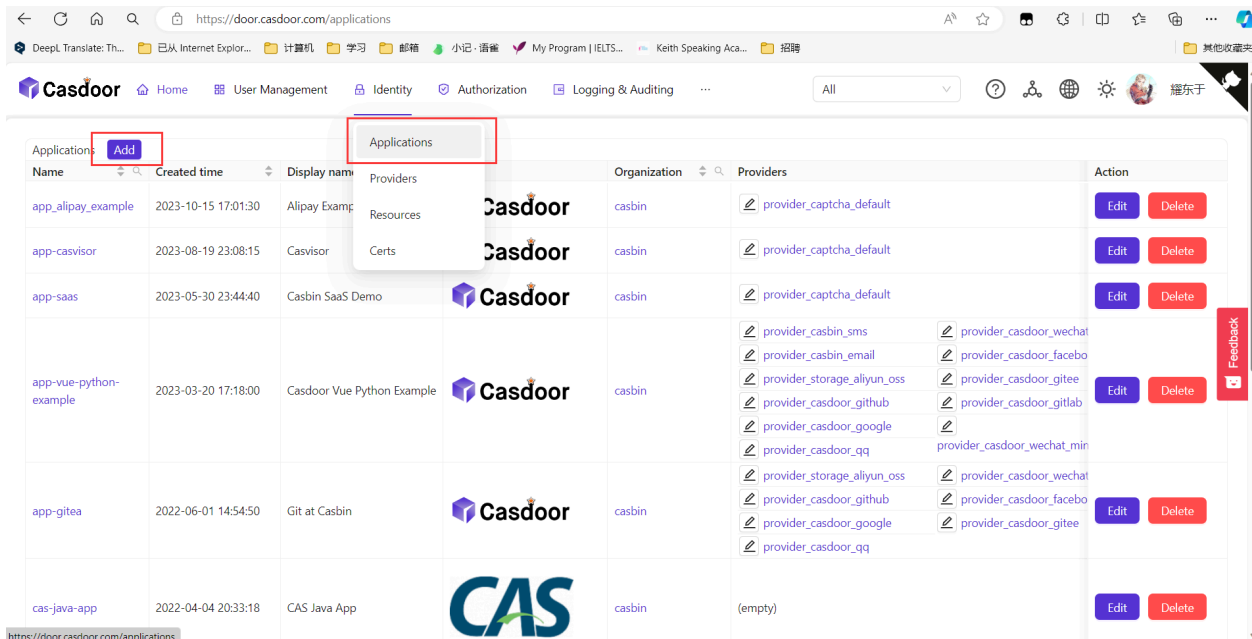 https://door.casdoor.com/applications
DeepL Translate: Th... 已从 Internet Explor... 计算机 学习 邮箱 小记 · 语雀 My Program | IELTS... Keith Speaking Aca... 招聘 其他收藏夹
Casdoor Home User Management Identity Authorization Logging & Auditing ... All 耀东于
Applications Add
Applications
Providers
Resources
Certs
Name Created time Display name Organization Providers Action
app_alipay_example 2023-10-15 17:01:30 Alipay Examp Casdoor casbin provider_captcha_default Edit Delete
app-casvisor 2023-08-19 23:08:15 Casvisor Casdoor casbin provider_captcha_default Edit Delete
app-saas 2023-05-30 23:44:40 Casbin SaaS Demo Casdoor casbin provider_captcha_default Edit Delete
provider_casbin_sms provider_casdoor_wechat
provider_casbin_email provider_casdoor_facebo
provider_storage_aliyun_oss provider_casdoor_gitee
app-vue-python-
example 2023-03-20 17:18:00 Casdoor Vue Python Example Casdoor casbin Edit Delete
provider_casdoor_github provider_casdoor_gitlab
provider_casdoor_google
provider_casdoor_qq provider_casdoor_wechat_min
provider_storage_aliyun_oss provider_casdoor_wechat
provider_casdoor_github provider_casdoor_facebo
app-gitea 2022-06-01 14:54:50 Git at Casbin Casdoor casbin Edit Delete
provider_casdoor_google provider_casdoor_gitee
provider_casdoor_qq
cas-java-app 2022-04-04 20:33:18 CAS Java App CAS casbin (empty) Edit Delete
Feedback
https://door.casdoor.com/applications